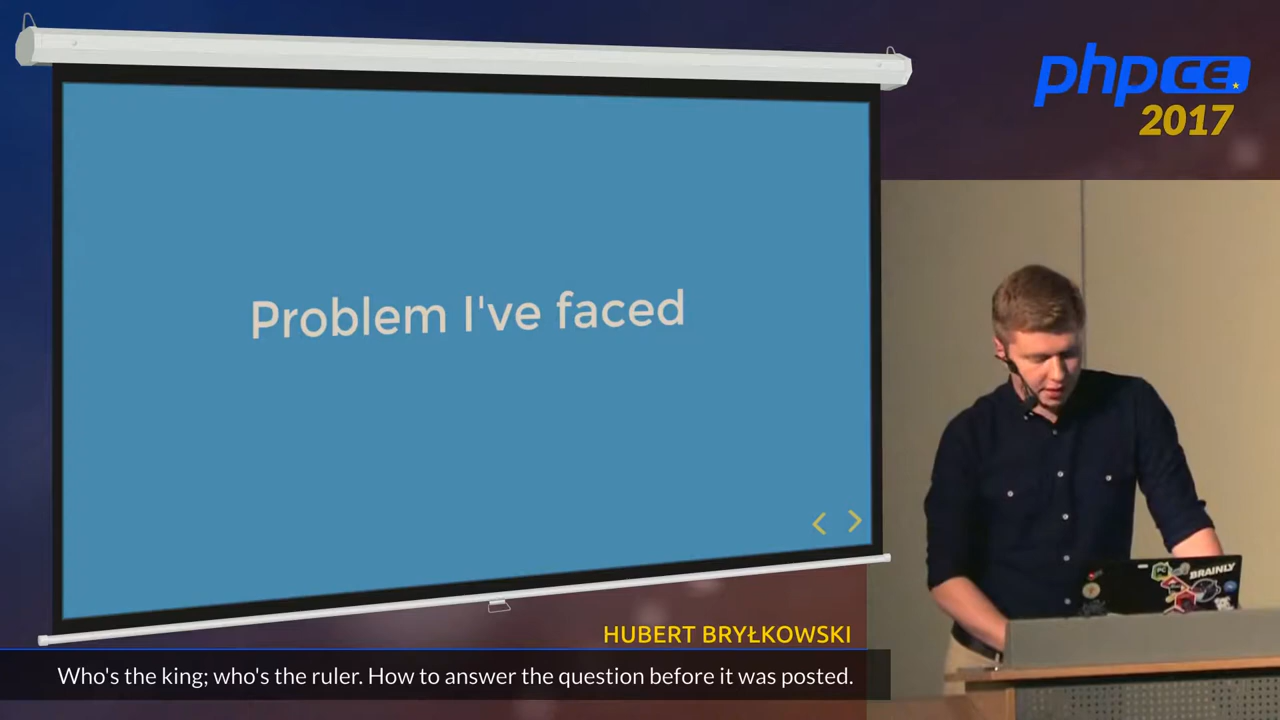 phpCE
2017
Problem I've faced
BRAINLY
HUBERT BRYŁKOWSKI
Who's the king; who's the ruler. How to answer the question before it was posted.